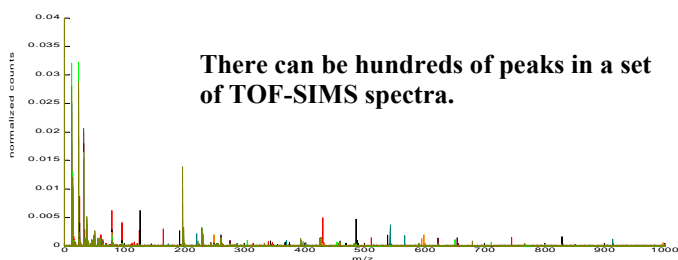 0.04
0.035
There can be hundreds of peaks in a set
of TOF-SIMS spectra.
0.03
0.025
normalized counts
0.02
0.015
0.01
0.005
0
0 100 200 300 400 500 600 700 800 900 1000
m/z